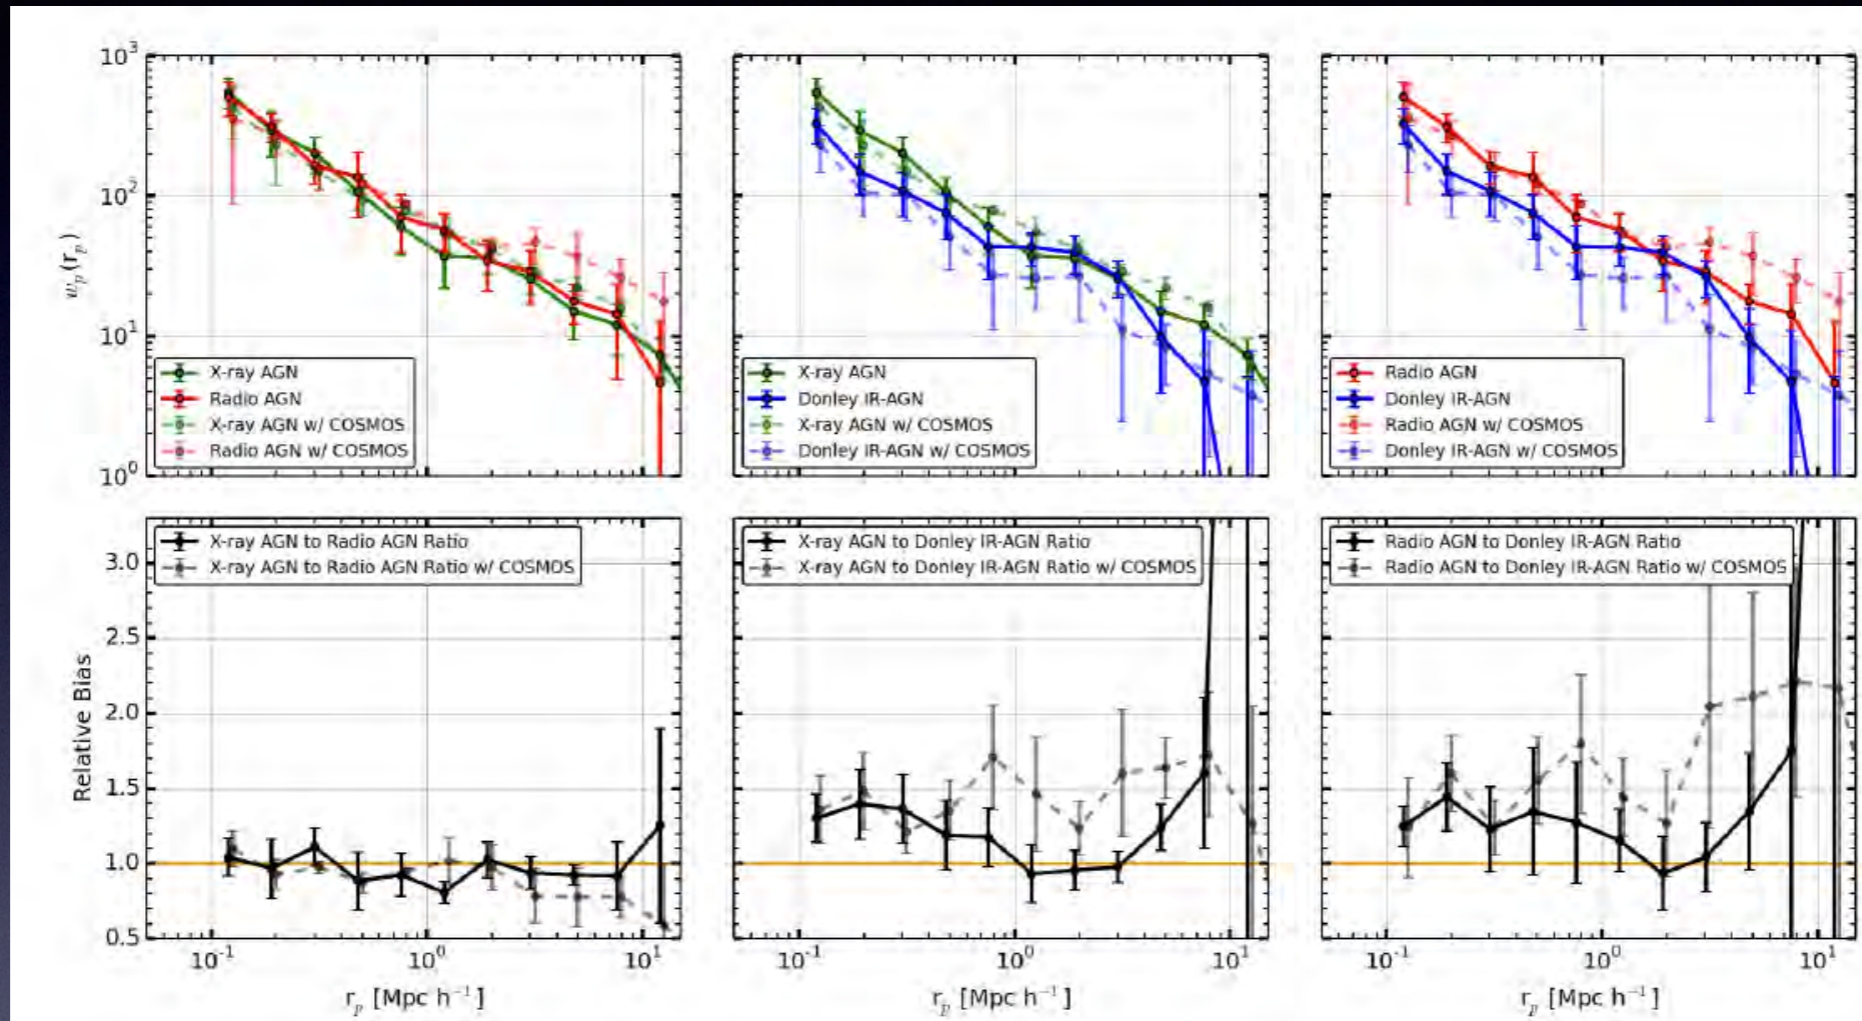 10³
10²
10¹
10⁰
wₚ(rₚ)
X-ray AGN
Radio AGN
X-ray AGN w/ COSMOS
Radio AGN w/ COSMOS
X-ray AGN
Donley IR-AGN
X-ray AGN w/ COSMOS
Donley IR-AGN w/ COSMOS
Radio AGN
Donley IR-AGN
Radio AGN w/ COSMOS
Donley IR-AGN w/ COSMOS
3.0
2.5
2.0
1.5
1.0
0.5
Relative Bias
X-ray AGN to Radio AGN Ratio
X-ray AGN to Radio AGN Ratio w/ COSMOS
X-ray AGN to Donley IR-AGN Ratio
X-ray AGN to Donley IR-AGN Ratio w/ COSMOS
Radio AGN to Donley IR-AGN Ratio
Radio AGN to Donley IR-AGN Ratio w/ COSMOS
10⁻¹ 10⁰ 10¹
10⁻¹ 10⁰ 10¹
10⁻¹ 10⁰ 10¹
rₚ [Mpc h⁻¹]
rₚ [Mpc h⁻¹]
rₚ [Mpc h⁻¹]